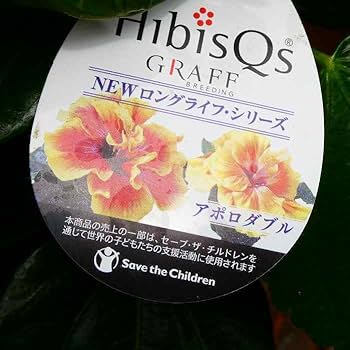 HibisQs®
GRAFF
BREEDING
NEWロングライフ・シリーズ
アポロダブル
本商品の売上の一部は、セーブ・ザ・チルドレンを
通じて世界の子どもたちの支援活動に使用されます
Save the Children